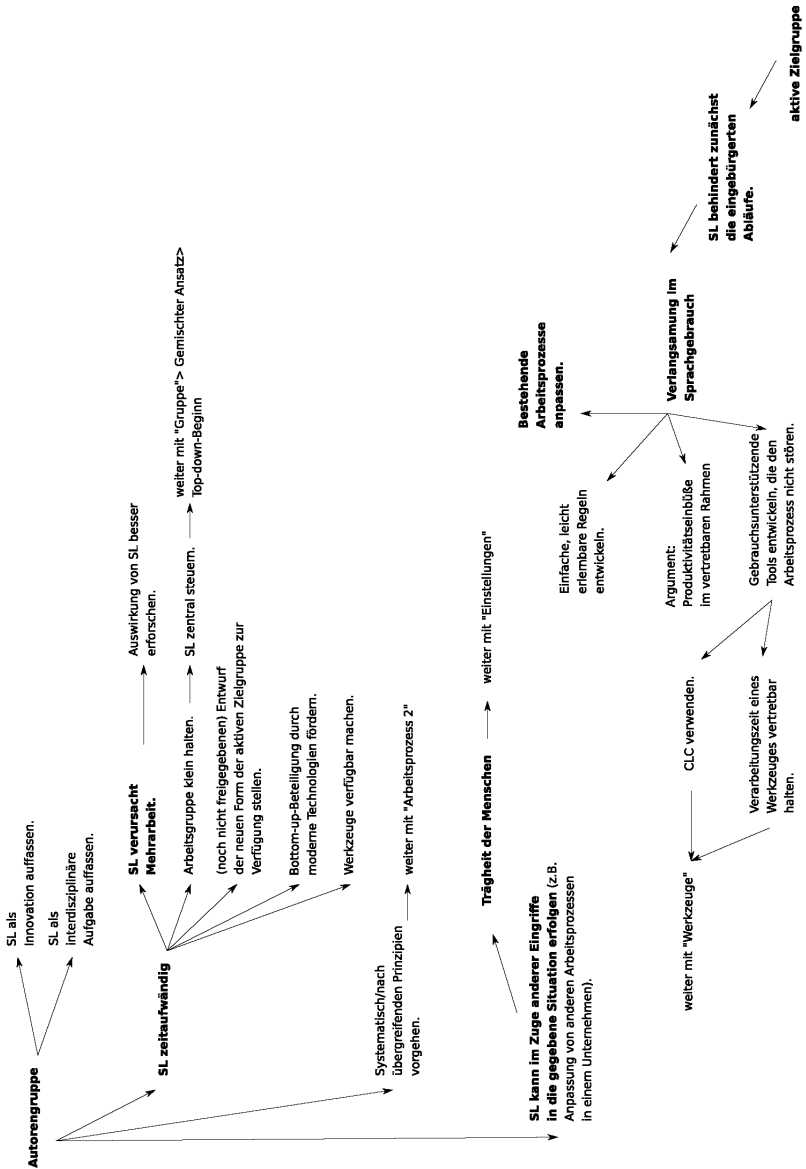 Autorengruppe
SL als
Innovation auffassen.
SL als
interdisziplinäre
Aufgabe auffassen.
SL zeitaufwändig
SL verursacht
Mehrarbeit.
Auswirkung von SL besser
erforschen.
Arbeitsgruppe klein halten.
SL zentral steuern.
weiter mit "Gruppe"> Gemischter Ansatz>
Top-down-Beginn
(noch nicht freigegebenen) Entwurf
der neuen Form der aktiven Zielgruppe zur
Verfügung stellen.
Bottom-up-Beteiligung durch
moderne Technologien fördern.
Werkzeuge verfügbar machen.
Systematisch/nach
übergreifenden Prinzipien
vorgehen.
weiter mit "Arbeitsprozess 2"
SL kann im Zuge anderer Eingriffe
in die gegebene Situation erfolgen (z.B.
Anpassung von anderen Arbeitsprozessen
in einem Unternehmen).
Trägheit der Menschen
weiter mit "Einstellungen"
Bestehende
Arbeitsprozesse
anpassen.
Einfache, leicht
erlernbare Regeln
entwickeln.
Argument:
Produktivitätseinbüße
im vertretbaren Rahmen
Gebrauchsunterstützende
Tools entwickeln, die den
Arbeitsprozess nicht stören.
Verlangsamung im
Sprachgebrauch
SL behindert zunächst
die eingebürgerten
Abläufe.
aktive Zielgruppe
CLC verwenden.
Verarbeitungszeit eines
Werkzeuges vertretbar
halten.
weiter mit "Werkzeuge"